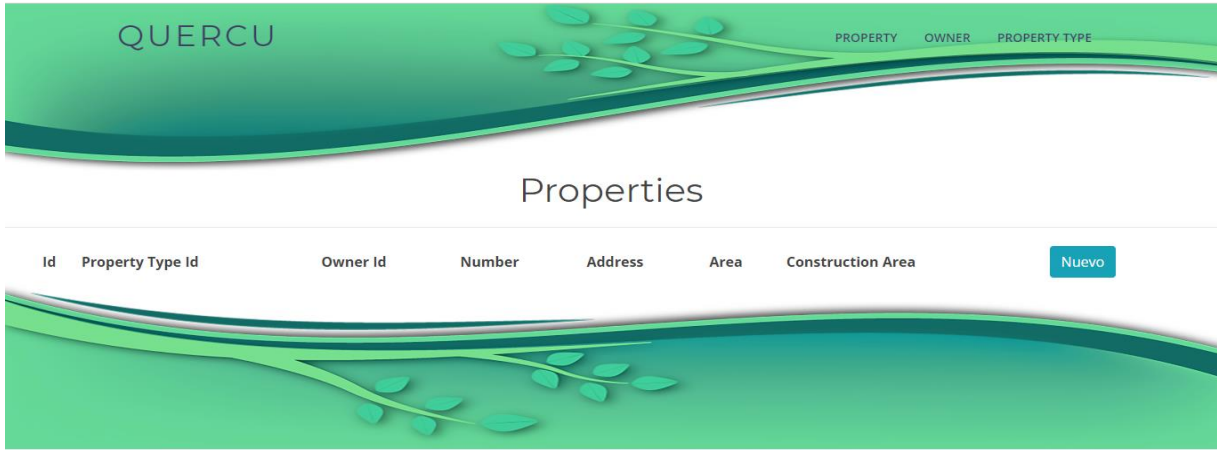 QUERCU
PROPERTY OWNER PROPERTY TYPE
Properties
Id Property Type Id Owner Id Number Address Area Construction Area Nuevo